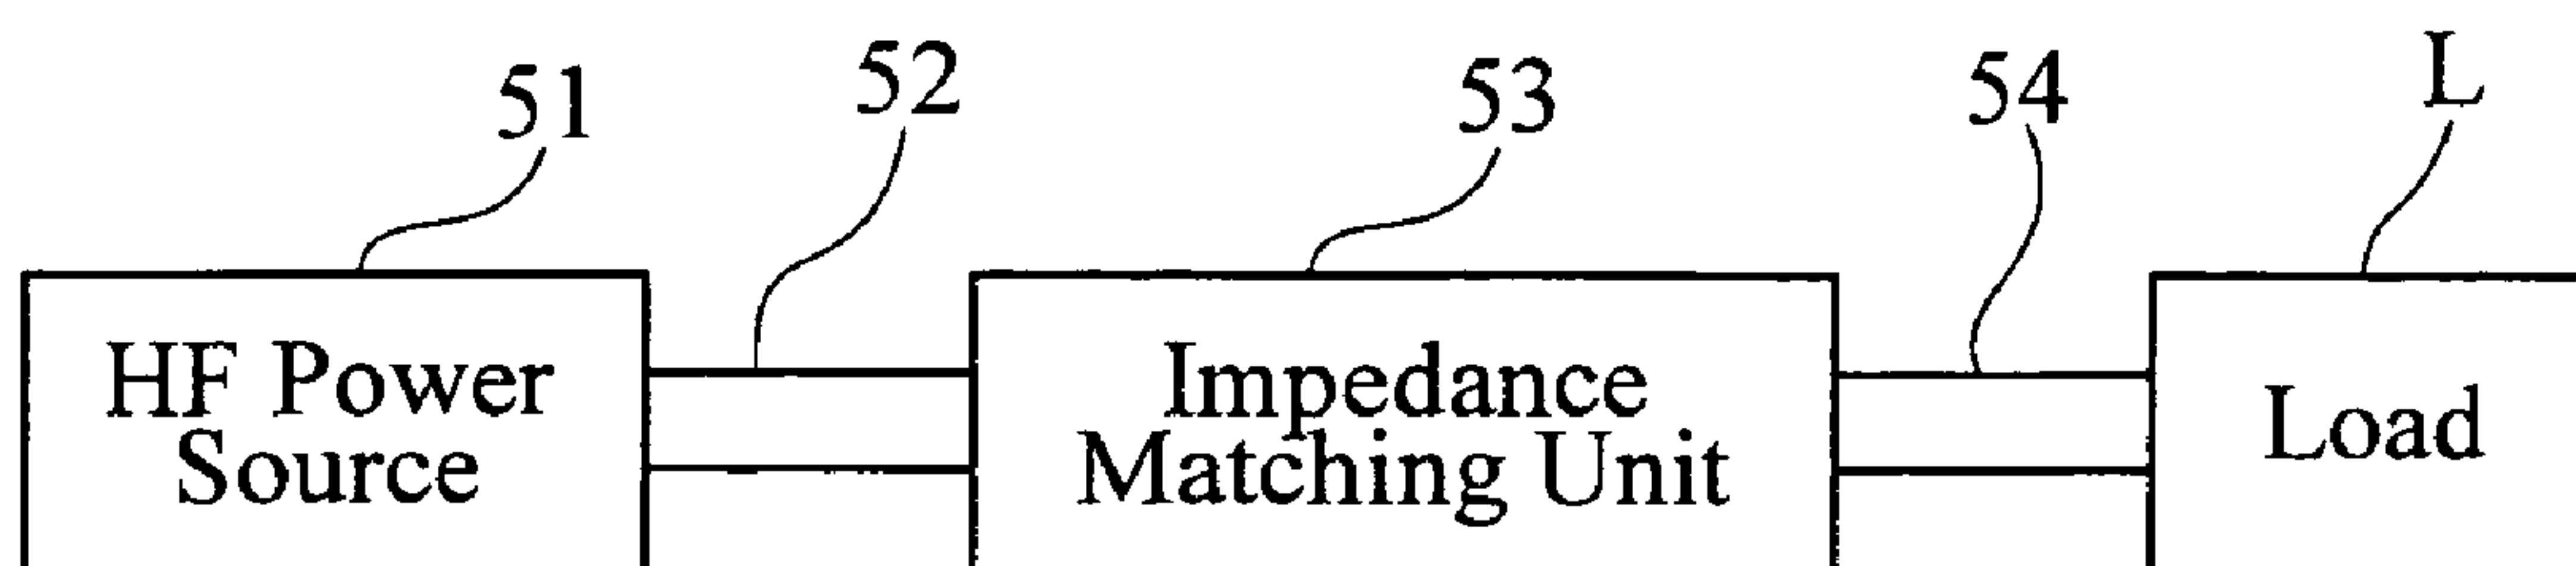 51
52
53
54
L
HF Power
Source
Impedance
Matching Unit
Load